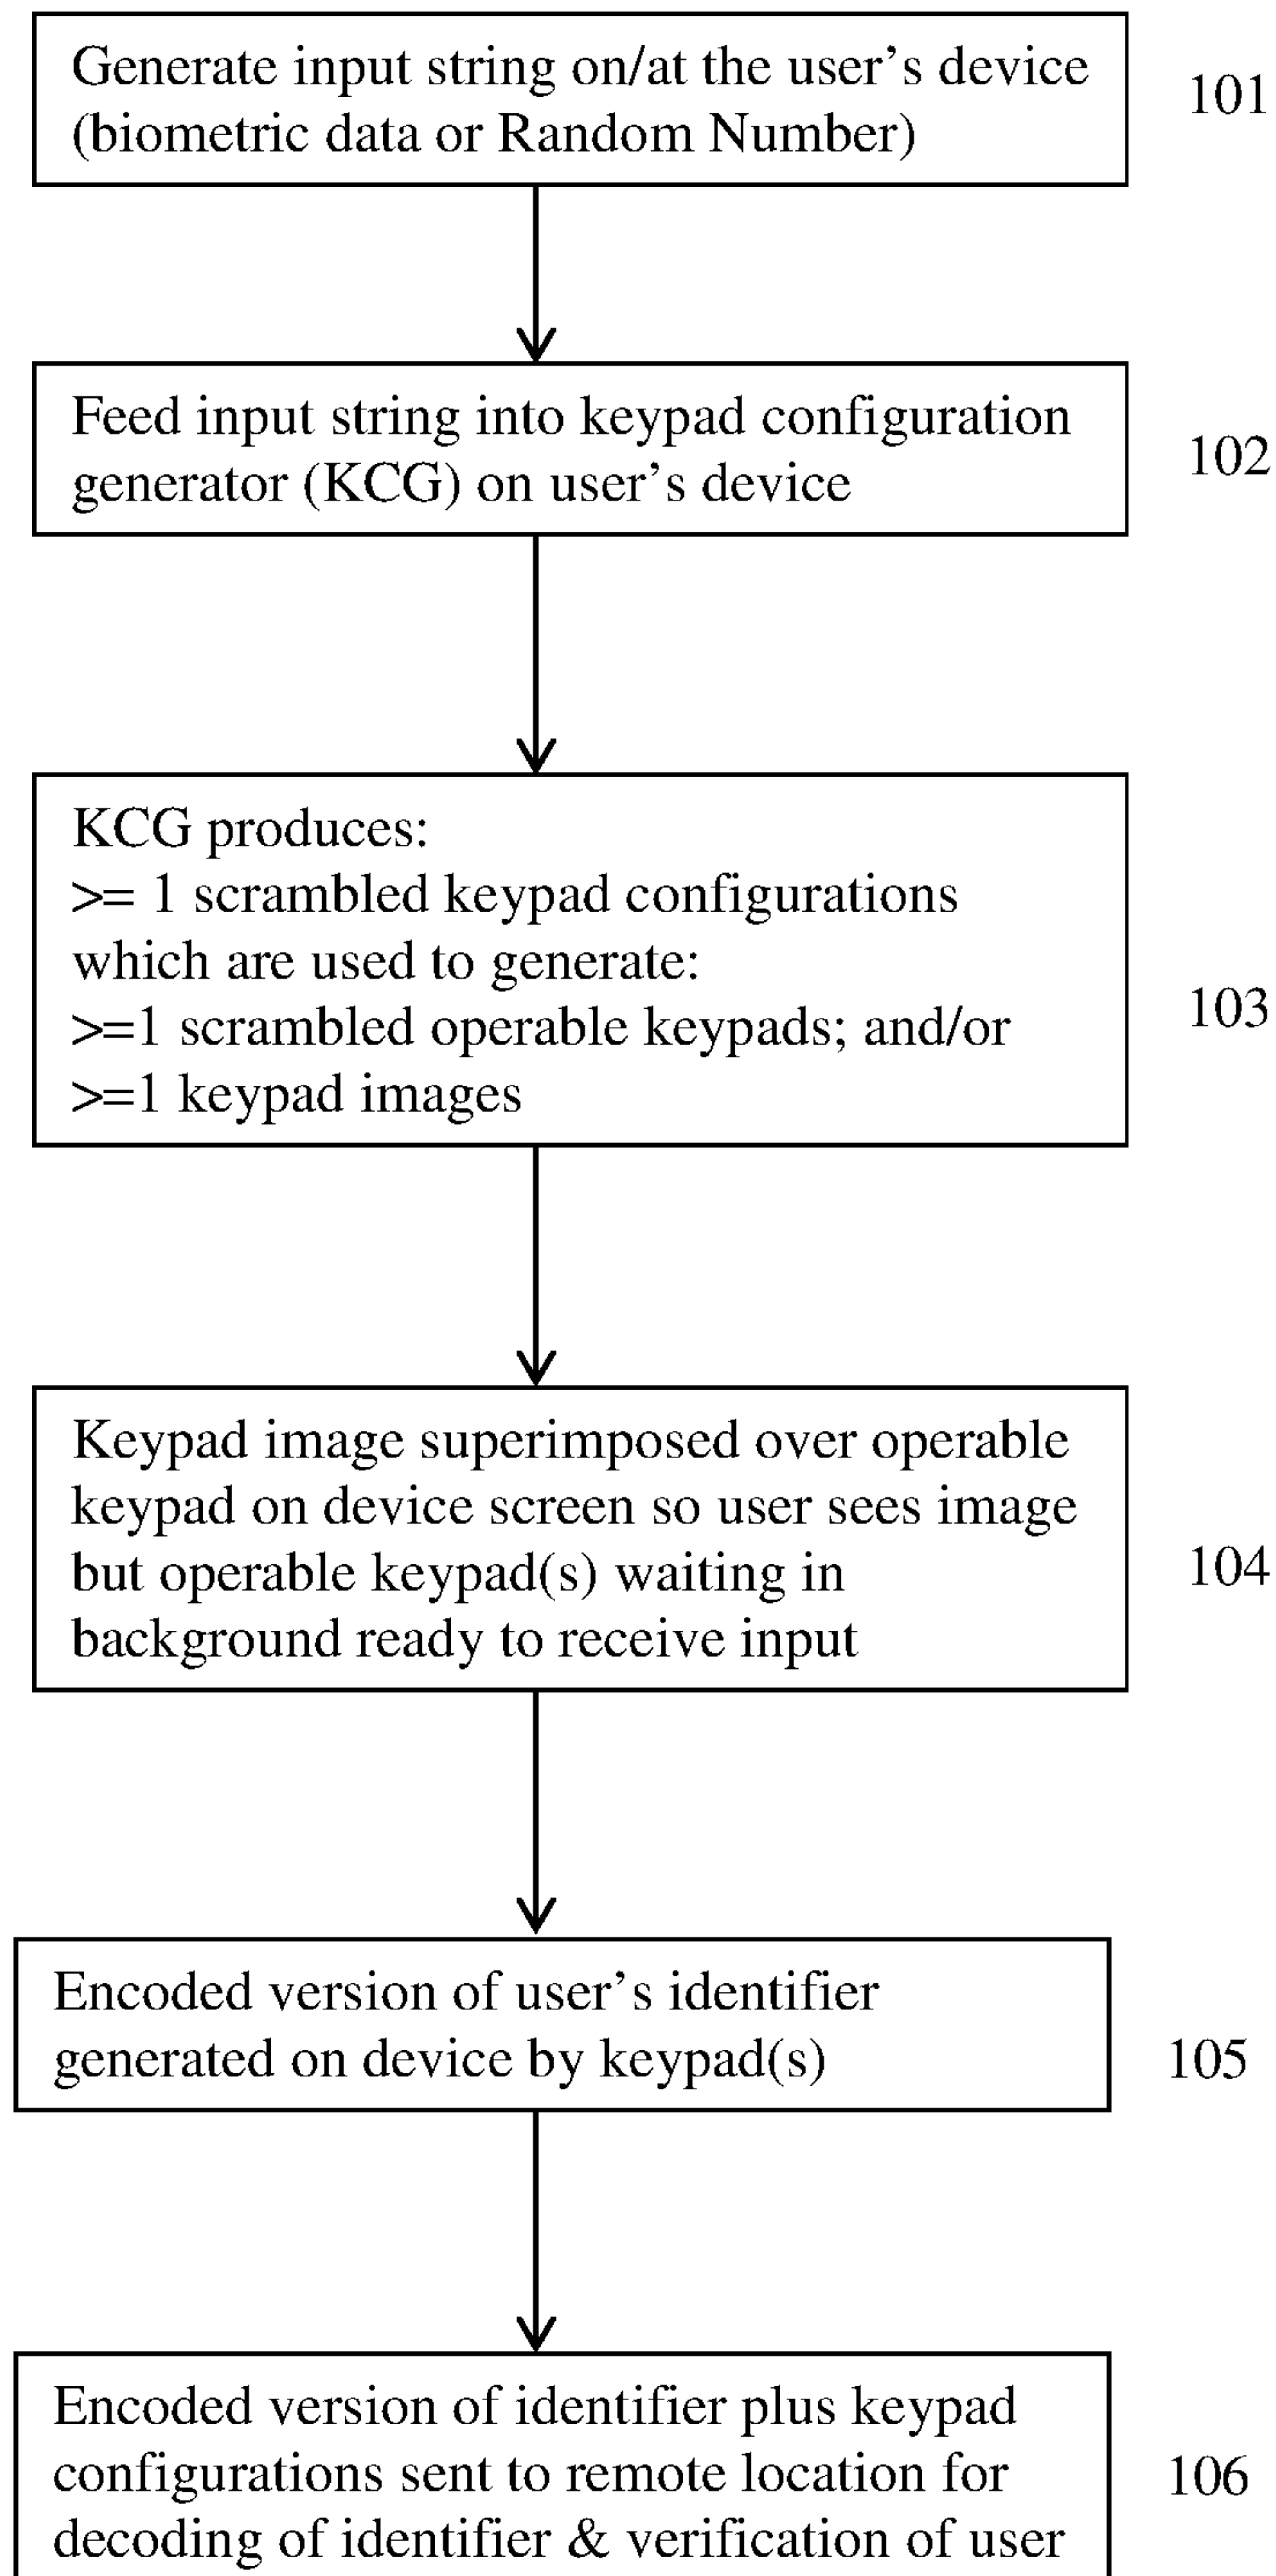 Generate input string on/at the user’s device
(biometric data or Random Number)
101
Feed input string into keypad configuration
generator (KCG) on user’s device
102
KCG produces:
>= 1 scrambled keypad configurations
which are used to generate:
>=1 scrambled operable keypads; and/or
>=1 keypad images
103
Keypad image superimposed over operable
keypad on device screen so user sees image
but operable keypad(s) waiting in
background ready to receive input
104
Encoded version of user’s identifier
generated on device by keypad(s)
105
Encoded version of identifier plus keypad
configurations sent to remote location for
decoding of identifier & verification of user
106